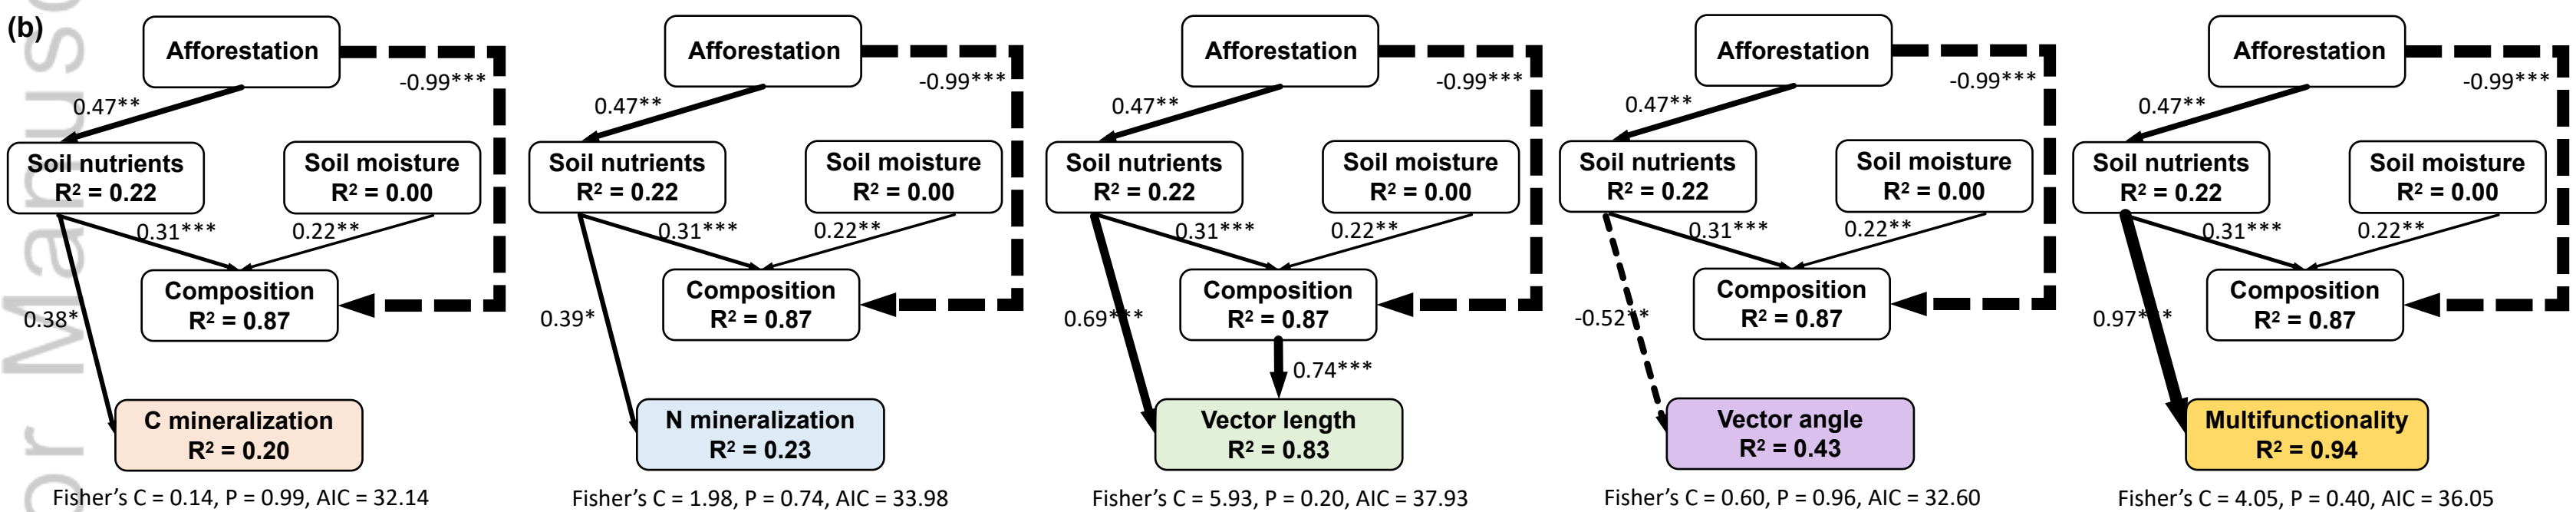 (b)
Afforestation
-0.99***
0.47**
Soil nutrients
R² = 0.22
Soil moisture
R² = 0.00
0.31***
0.22**
Composition
R² = 0.87
0.38*
C mineralization
R² = 0.20
Fisher's C = 0.14, P = 0.99, AIC = 32.14
Afforestation
-0.99***
0.47**
Soil nutrients
R² = 0.22
Soil moisture
R² = 0.00
0.31***
0.22**
Composition
R² = 0.87
0.39*
N mineralization
R² = 0.23
Fisher's C = 1.98, P = 0.74, AIC = 33.98
Afforestation
-0.99***
0.47**
Soil nutrients
R² = 0.22
Soil moisture
R² = 0.00
0.31***
0.22**
Composition
R² = 0.87
0.69***
0.74***
Vector length
R² = 0.83
Fisher's C = 5.93, P = 0.20, AIC = 37.93
Afforestation
-0.99***
0.47**
Soil nutrients
R² = 0.22
Soil moisture
R² = 0.00
0.31***
0.22**
Composition
R² = 0.87
-0.52**
Vector angle
R² = 0.43
Fisher's C = 0.60, P = 0.96, AIC = 32.60
Afforestation
-0.99***
0.47**
Soil nutrients
R² = 0.22
Soil moisture
R² = 0.00
0.31***
0.22**
Composition
R² = 0.87
0.97***
Multifunctionality
R² = 0.94
Fisher's C = 4.05, P = 0.40, AIC = 36.05
or Manus